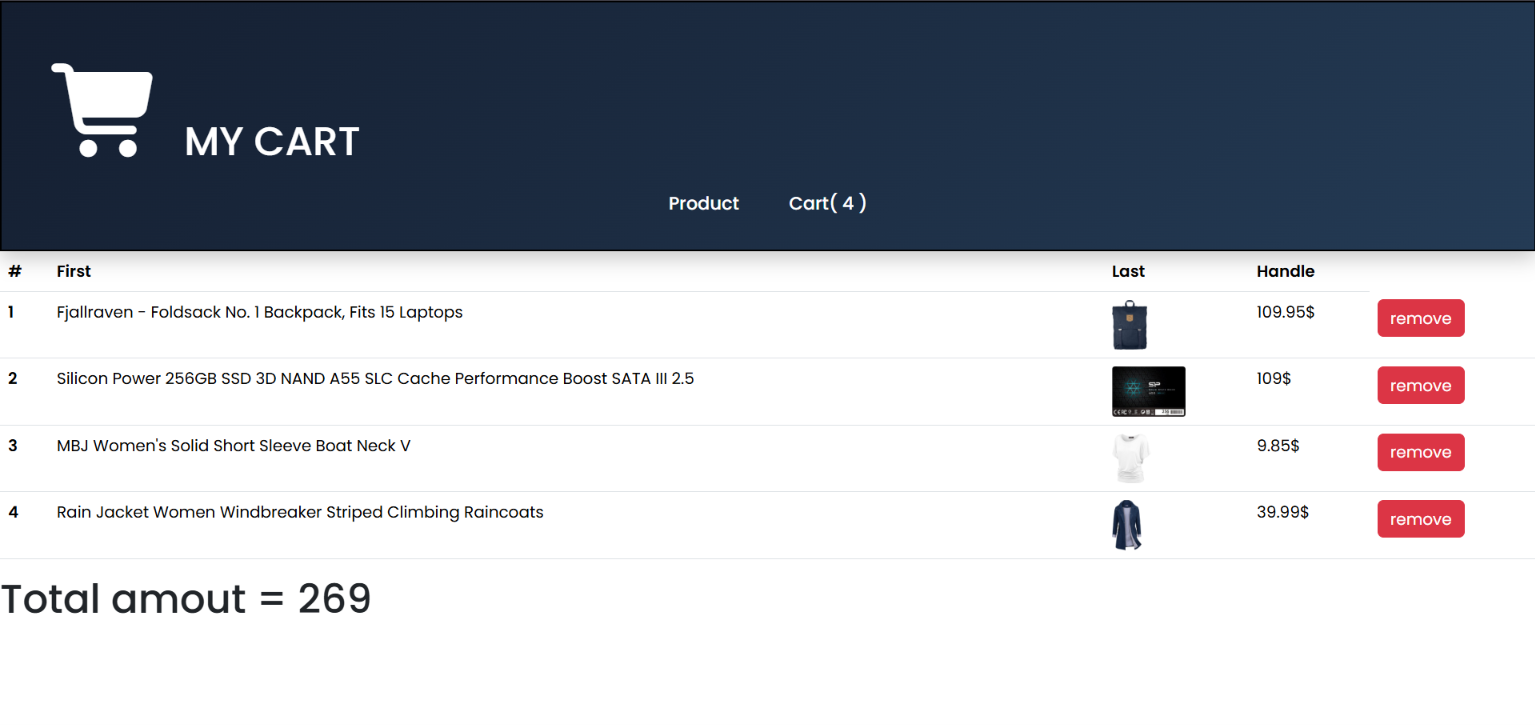 MY CART
Product Cart( 4 )
# First Last Handle
1 Fjallraven - Foldsack No. 1 Backpack, Fits 15 Laptops 109.95$ remove
2 Silicon Power 256GB SSD 3D NAND A55 SLC Cache Performance Boost SATA III 2.5 109$ remove
3 MBJ Women's Solid Short Sleeve Boat Neck V 9.85$ remove
4 Rain Jacket Women Windbreaker Striped Climbing Raincoats 39.99$ remove
Total amout = 269